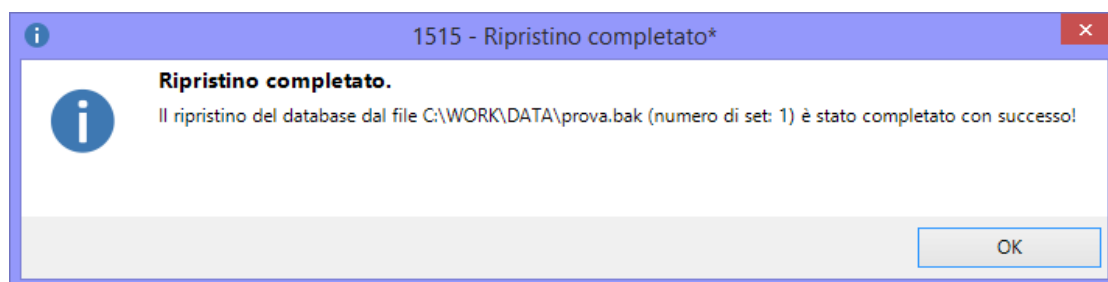 1515 - Ripristino completato*
Ripristino completato.
Il ripristino del database dal file C:\WORK\DATA\prova.bak (numero di set: 1) è stato completato con successo!
OK